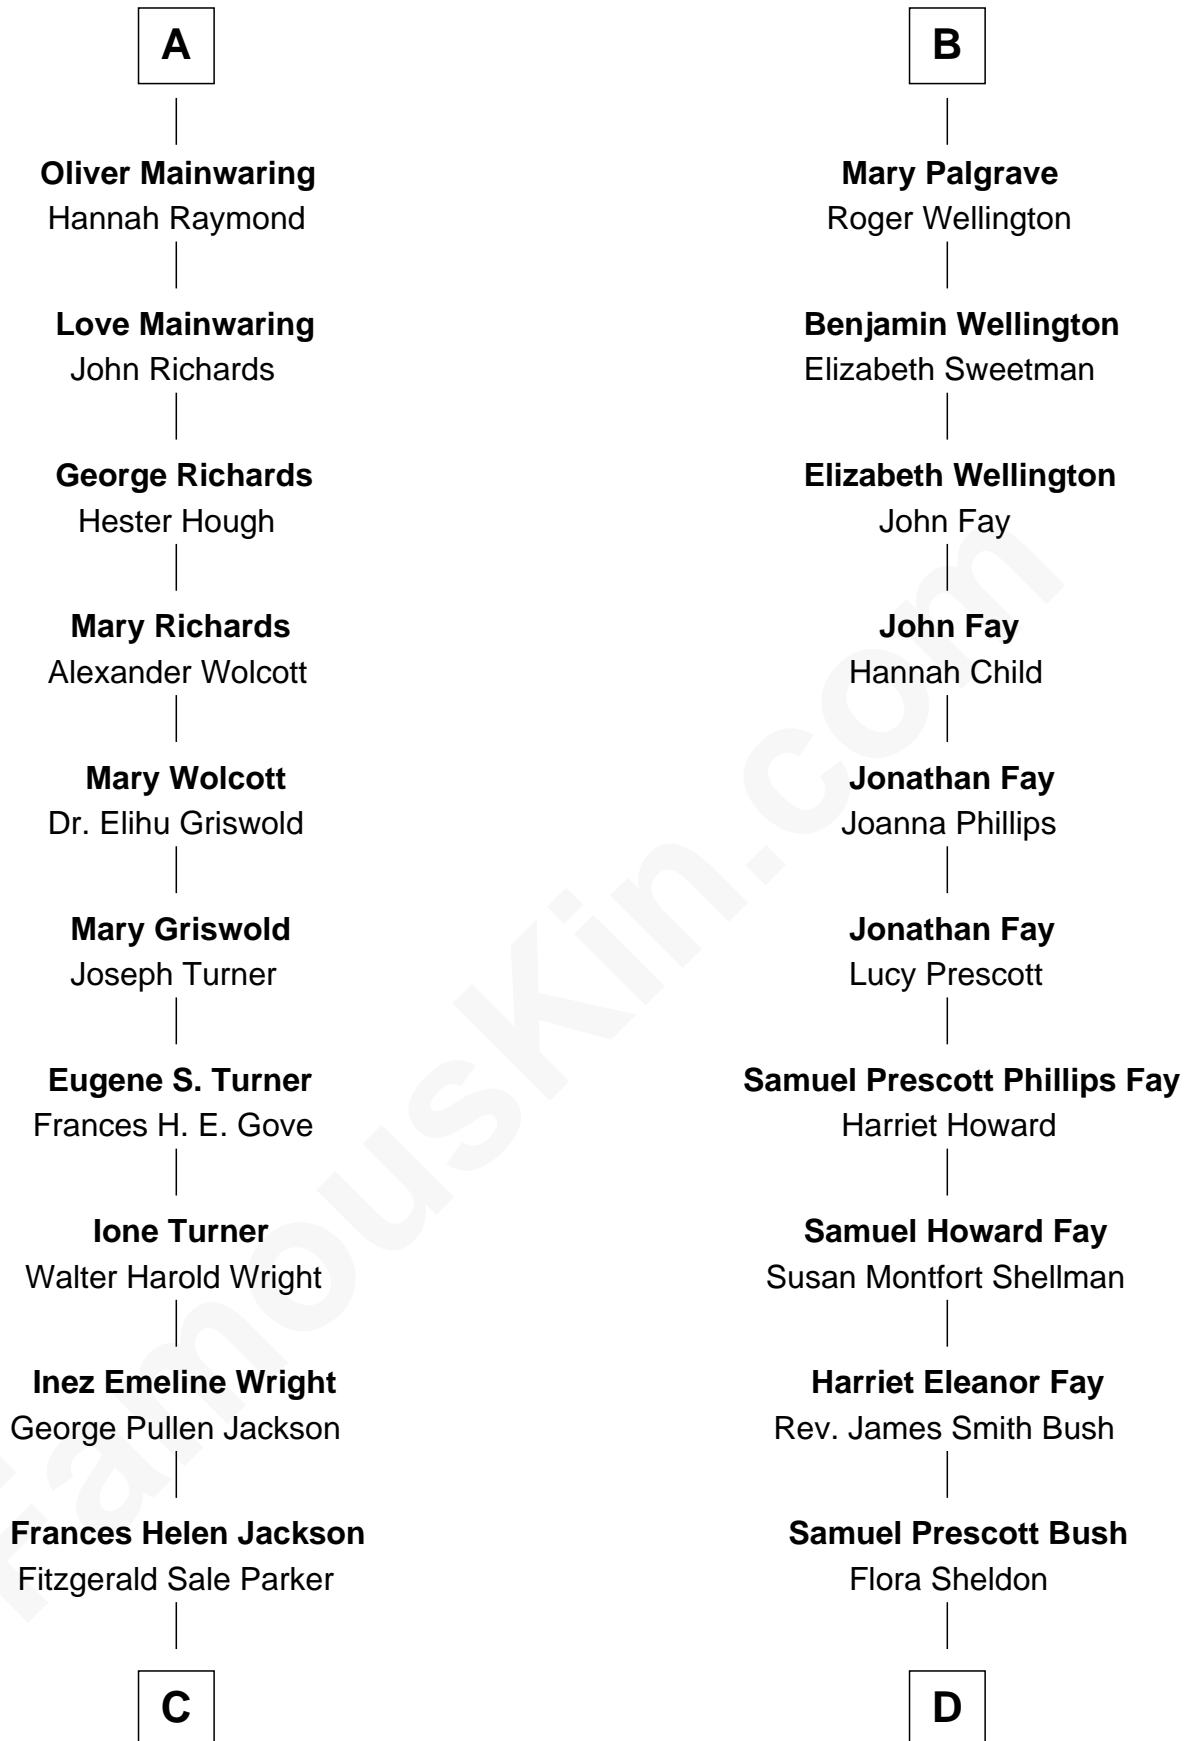 A
Oliver Mainwaring
Hannah Raymond
Love Mainwaring
John Richards
George Richards
Hester Hough
Mary Richards
Alexander Wolcott
Mary Wolcott
Dr. Elihu Griswold
Mary Griswold
Joseph Turner
Eugene S. Turner
Frances H. E. Gove
Ione Turner
Walter Harold Wright
Inez Emeline Wright
George Pullen Jackson
Frances Helen Jackson
Fitzgerald Sale Parker
C
B
Mary Palgrave
Roger Wellington
Benjamin Wellington
Elizabeth Sweetman
Elizabeth Wellington
John Fay
John Fay
Hannah Child
Jonathan Fay
Joanna Phillips
Jonathan Fay
Lucy Prescott
Samuel Prescott Phillips Fay
Harriet Howard
Samuel Howard Fay
Susan Montfort Shellman
Harriet Eleanor Fay
Rev. James Smith Bush
Samuel Prescott Bush
Flora Sheldon
D
FamousKin.com